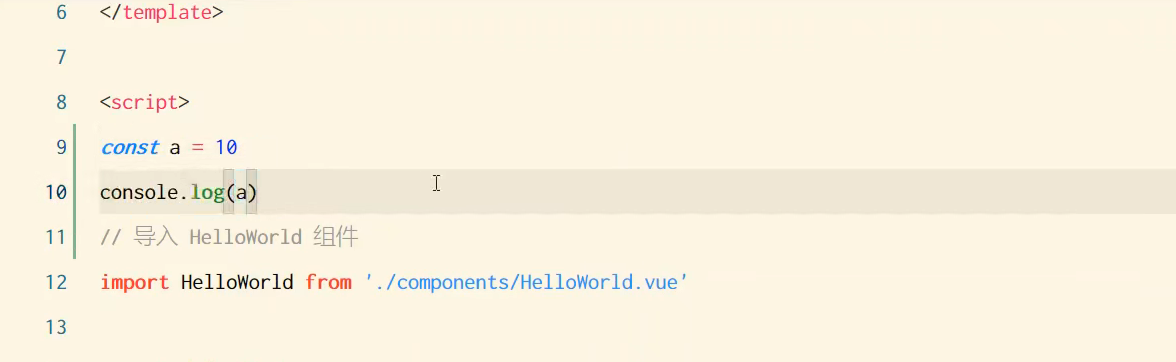 6 </template>
7
8 <script>
9 const a = 10
10 console.log(a)
11 // 导入 HelloWorld 组件
12 import HelloWorld from './components/HelloWorld.vue'
13